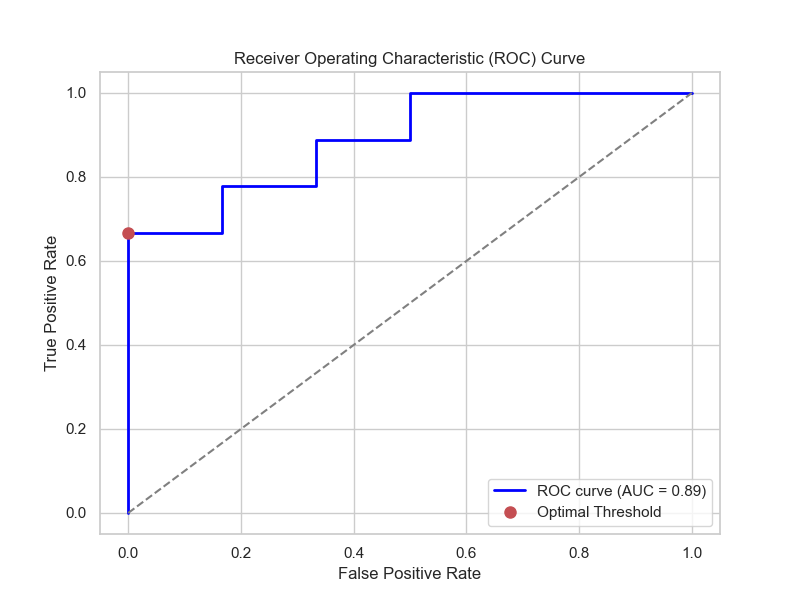 Receiver Operating Characteristic (ROC) Curve
1.0
0.8
0.6
0.4
0.2
0.0
True Positive Rate
0.0 0.2 0.4 0.6 0.8 1.0
False Positive Rate
ROC curve (AUC = 0.89)
Optimal Threshold